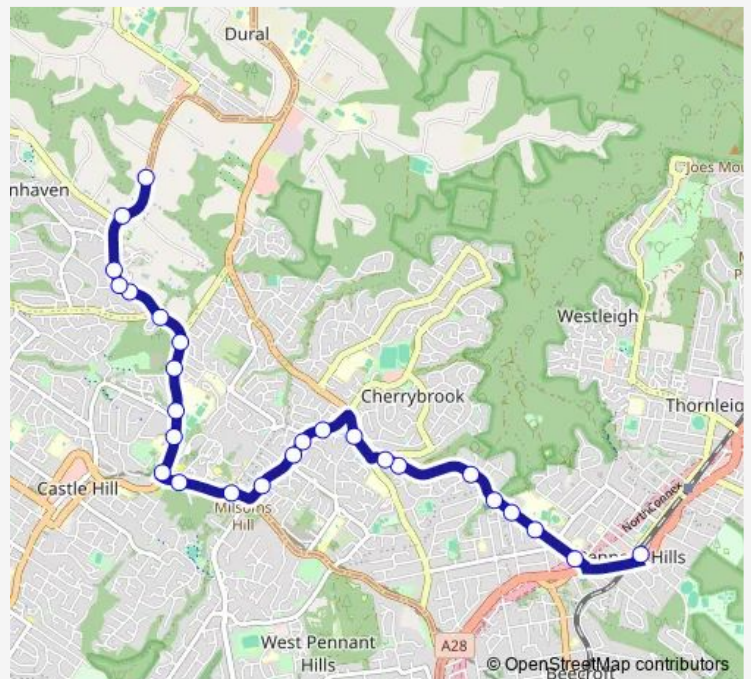 Dural
nhaven
Joes Mou
Westleigh
Cherrybrook
Thornleig
Castle Hill
Milsons
Hill
NorthConnex
Hills
West Pennant
Hills
A28
© OpenStreetMap contributors
Beecroft